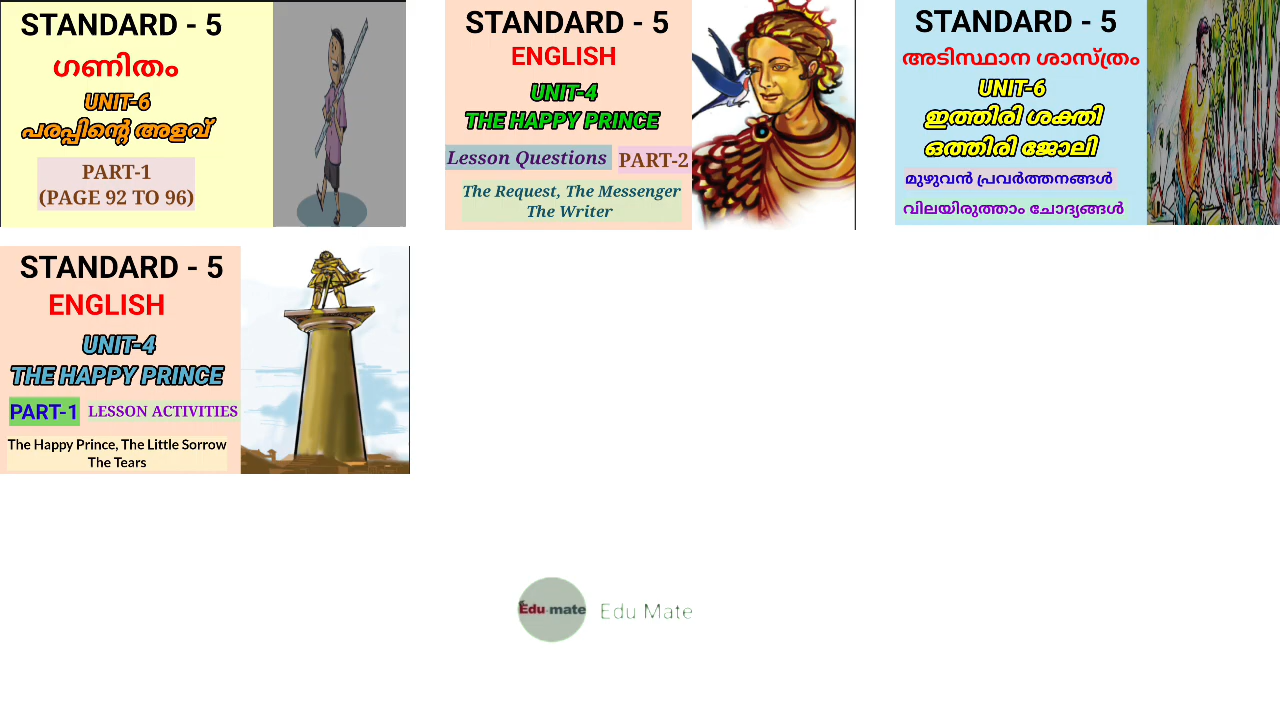 STANDARD - 5
ഗണിതം
UNIT-6
പരപ്പിന്റെ അളവ്
PART-1
(PAGE 92 TO 96)
STANDARD - 5
ENGLISH
UNIT-4
THE HAPPY PRINCE
Lesson Questions PART-2
The Request, The Messenger
The Writer
STANDARD - 5
അടിസ്ഥാന ശാസ്ത്രം
UNIT-6
ഇത്തിരി ശക്തി
ഒത്തിരി ജോലി
മുഴുവൻ പ്രവർത്തനങ്ങൾ
വിലയിരുത്താം ചോദ്യങ്ങൾ
STANDARD - 5
ENGLISH
UNIT-4
THE HAPPY PRINCE
PART-1 LESSON ACTIVITIES
The Happy Prince, The Little Sorrow
The Tears
Edu-mate Edu Mate